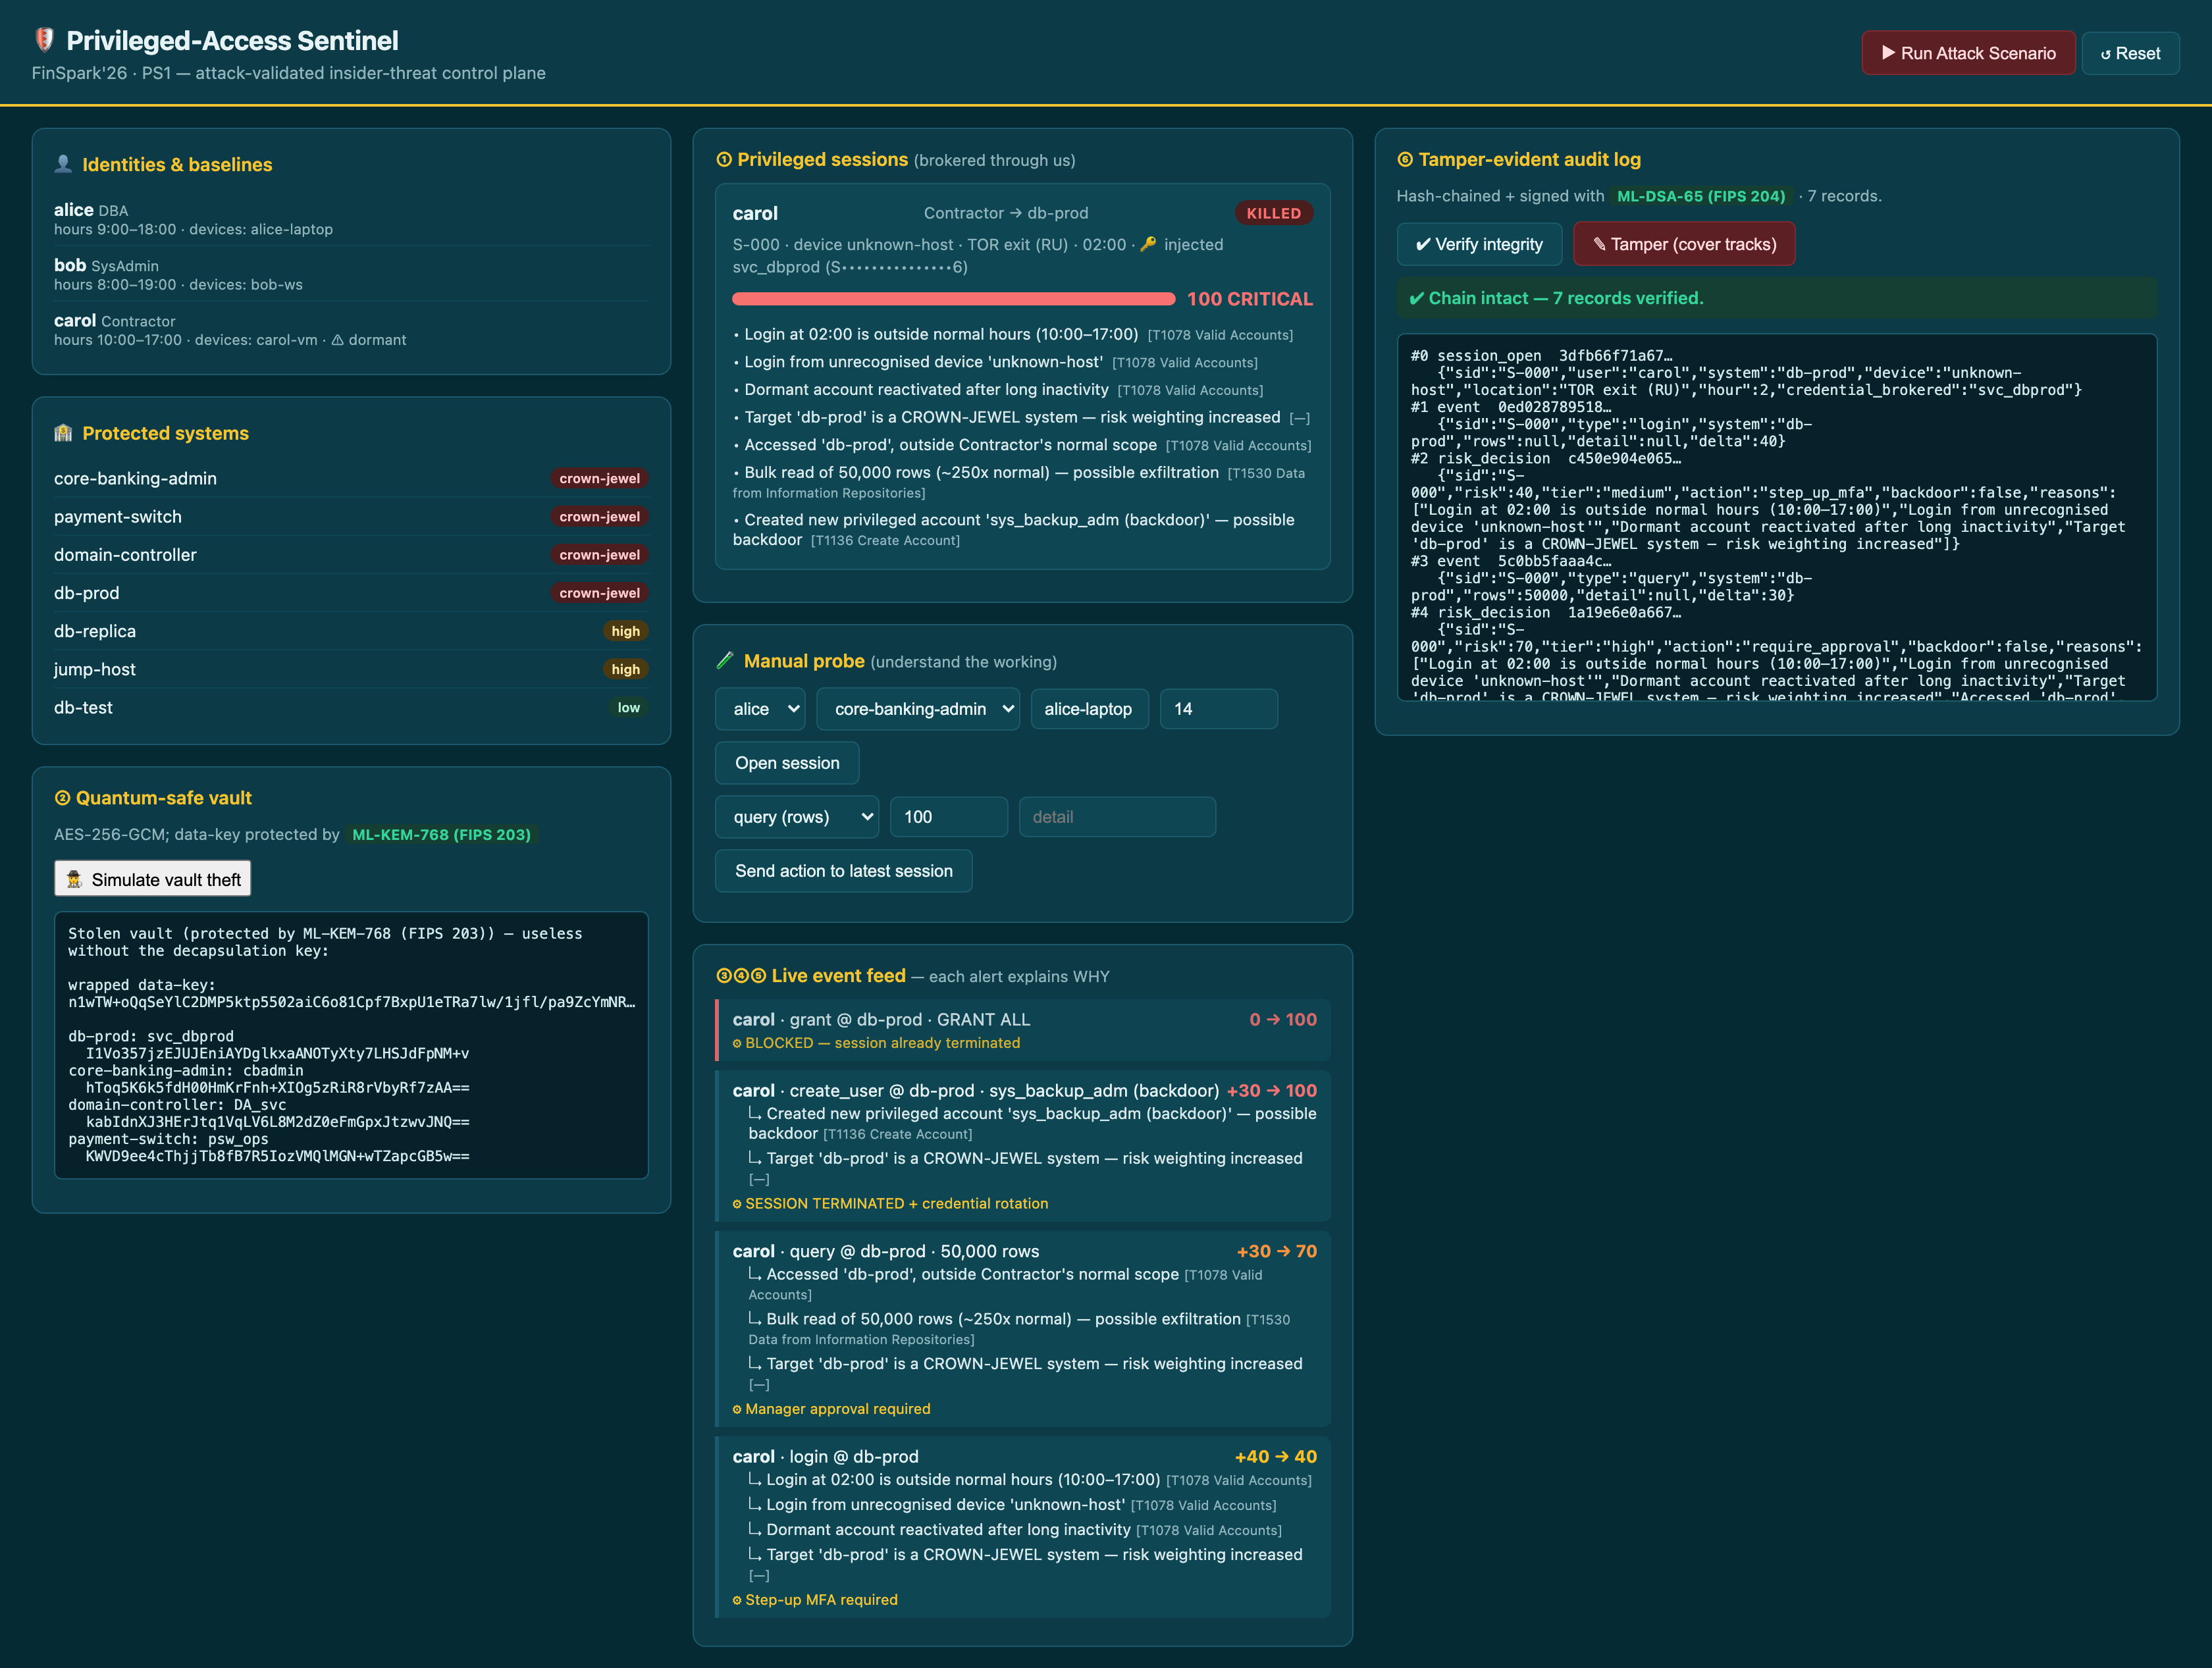 Privileged-Access Sentinel
FinSpark'26 · PS1 — attack-validated insider-threat control plane
▶ Run Attack Scenario
↺ Reset
👤 Identities & baselines
alice DBA
hours 9:00–18:00 · devices: alice-laptop
bob SysAdmin
hours 8:00–19:00 · devices: bob-ws
carol Contractor
hours 10:00–17:00 · devices: carol-vm · ⚠ dormant
🏦 Protected systems
core-banking-admin crown-jewel
payment-switch crown-jewel
domain-controller crown-jewel
db-prod crown-jewel
db-replica high
jump-host high
db-test low
② Quantum-safe vault
AES-256-GCM; data-key protected by ML-KEM-768 (FIPS 203)
Simulate vault theft
Stolen vault (protected by ML-KEM-768 (FIPS 203)) — useless
without the decapsulation key:
wrapped data-key:
n1wTW+oQqSeYlC2DMP5ktp5502aiC6o81Cpf7BxpU1eTRa7lw/1jfl/pa9ZcYmNR…
db-prod: svc_dbprod
I1Vo357jzEJUJEniAYDglkxaANOTyXty7LHSJdFpNM+v
core-banking-admin: cbadmin
hToq5K6k5fdH00HmKrFnh+XIOg5zRiR8rVbyRf7zAA==
domain-controller: DA_svc
kabIdnXJ3HErJtq1VqLV6L8M2dZ0eFmGpxJtzwvJNQ==
payment-switch: psw_ops
KWVD9ee4cThjjTb8fB7R5IozVMQlMGN+wTZapcGB5w==
① Privileged sessions (brokered through us)
carol Contractor → db-prod KILLED
S-000 · device unknown-host · TOR exit (RU) · 02:00 · 🔑 injected
svc_dbprod (S•••••••••••••••6)
100 CRITICAL
• Login at 02:00 is outside normal hours (10:00–17:00) [T1078 Valid Accounts]
• Login from unrecognised device 'unknown-host' [T1078 Valid Accounts]
• Dormant account reactivated after long inactivity [T1078 Valid Accounts]
• Target 'db-prod' is a CROWN-JEWEL system — risk weighting increased [—]
• Accessed 'db-prod', outside Contractor's normal scope [T1078 Valid Accounts]
• Bulk read of 50,000 rows (~250x normal) — possible exfiltration [T1530 Data
from Information Repositories]
• Created new privileged account 'sys_backup_adm (backdoor)' — possible
backdoor [T1136 Create Account]
Manual probe (understand the working)
alice core-banking-admin alice-laptop 14
Open session
query (rows) 100 detail
Send action to latest session
③④⑤ Live event feed — each alert explains WHY
carol · grant @ db-prod · GRANT ALL 0 → 100
⚙ BLOCKED — session already terminated
carol · create_user @ db-prod · sys_backup_adm (backdoor) +30 → 100
↳ Created new privileged account 'sys_backup_adm (backdoor)' — possible
backdoor [T1136 Create Account]
↳ Target 'db-prod' is a CROWN-JEWEL system — risk weighting increased
[—]
⚙ SESSION TERMINATED + credential rotation
carol · query @ db-prod · 50,000 rows +30 → 70
↳ Accessed 'db-prod', outside Contractor's normal scope [T1078 Valid
Accounts]
↳ Bulk read of 50,000 rows (~250x normal) — possible exfiltration [T1530
Data from Information Repositories]
↳ Target 'db-prod' is a CROWN-JEWEL system — risk weighting increased
[—]
⚙ Manager approval required
carol · login @ db-prod +40 → 40
↳ Login at 02:00 is outside normal hours (10:00–17:00) [T1078 Valid Accounts]
↳ Login from unrecognised device 'unknown-host' [T1078 Valid Accounts]
↳ Dormant account reactivated after long inactivity [T1078 Valid Accounts]
↳ Target 'db-prod' is a CROWN-JEWEL system — risk weighting increased
[—]
⚙ Step-up MFA required
⑥ Tamper-evident audit log
Hash-chained + signed with ML-DSA-65 (FIPS 204) · 7 records.
✔ Verify integrity
✎ Tamper (cover tracks)
✔ Chain intact — 7 records verified.
#0 session_open 3dfb66f71a67…
{"sid":"S-000","user":"carol","system":"db-prod","device":"unknown-
host","location":"TOR exit (RU)","hour":2,"credential_brokered":"svc_dbprod"}
#1 event 0ed028789518…
{"sid":"S-000","type":"login","system":"db-
prod","rows":null,"detail":null,"delta":40}
#2 risk_decision c450e904e065…
{"sid":"S-
000","risk":40,"tier":"medium","action":"step_up_mfa","backdoor":false,"reasons":
["Login at 02:00 is outside normal hours (10:00–17:00)","Login from unrecognised
device 'unknown-host'","Dormant account reactivated after long inactivity","Target
'db-prod' is a CROWN-JEWEL system — risk weighting increased"]}
#3 event 5c0bb5faaa4c…
{"sid":"S-000","type":"query","system":"db-
prod","rows":50000,"detail":null,"delta":30}
#4 risk_decision 1a19e6e0a667…
{"sid":"S-
000","risk":70,"tier":"high","action":"require_approval","backdoor":false,"reasons":
["Login at 02:00 is outside normal hours (10:00–17:00)","Login from unrecognised
device 'unknown-host'","Dormant account reactivated after long inactivity","Target
'db-prod' is a CROWN-JEWEL system — risk weighting increased","Accessed 'db-prod',